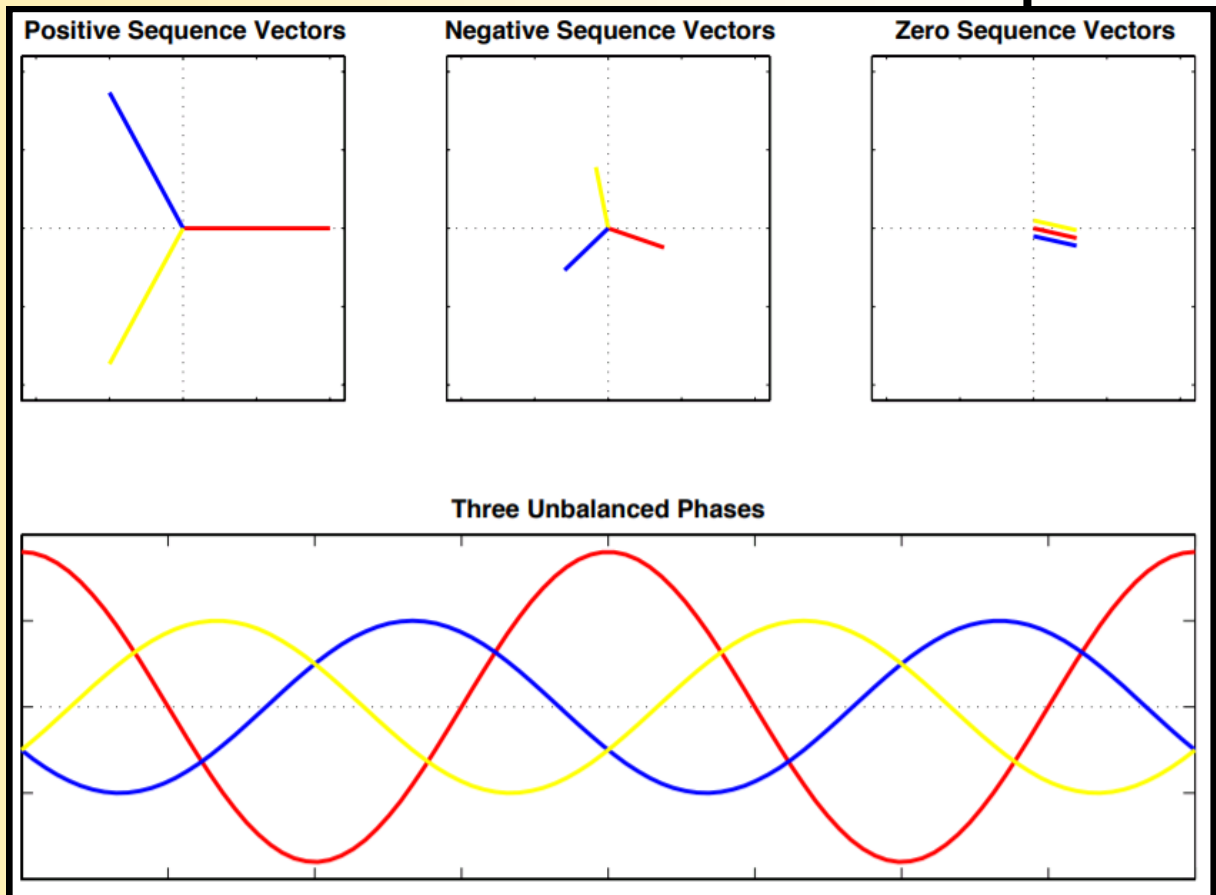 Positive Sequence Vectors
Negative Sequence Vectors
Zero Sequence Vectors
Three Unbalanced Phases